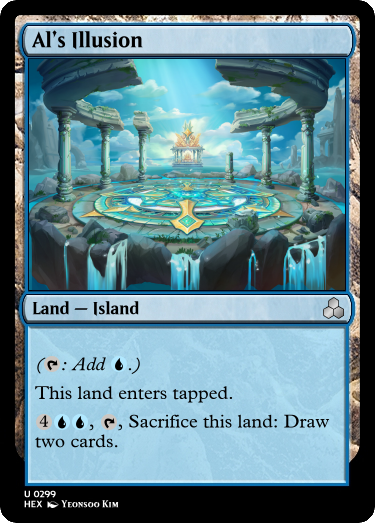 Al's Illusion
Land — Island
(: Add .)
This land enters tapped.
4, , Sacrifice this land: Draw
two cards.
U 0299
HEX Yeonsoo Kim